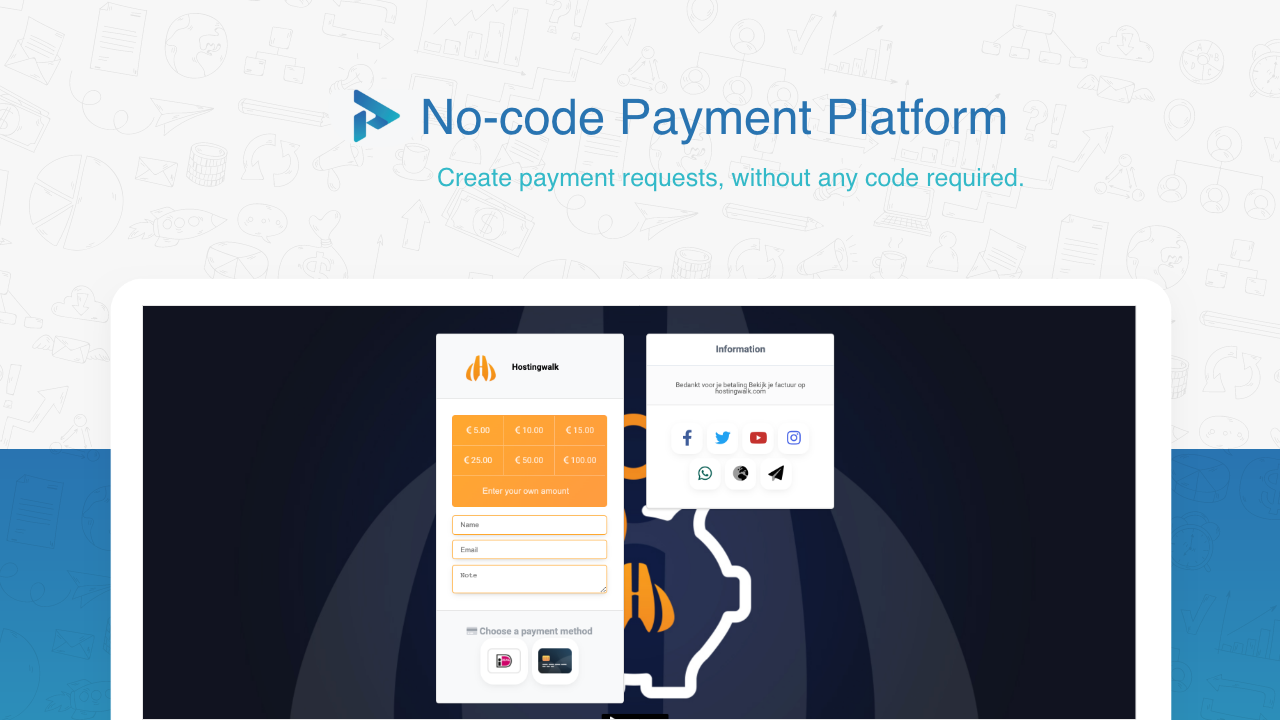 No-code Payment Platform
Create payment requests, without any code required.
Hostingwalk
€ 5.00
€ 10.00
€ 15.00
€ 25.00
€ 50.00
€ 100.00
Enter your own amount
Name
Email
Note
Choose a payment method
Information
Bedankt voor je betaling Bekijk je factuur op
hostingwalk.com